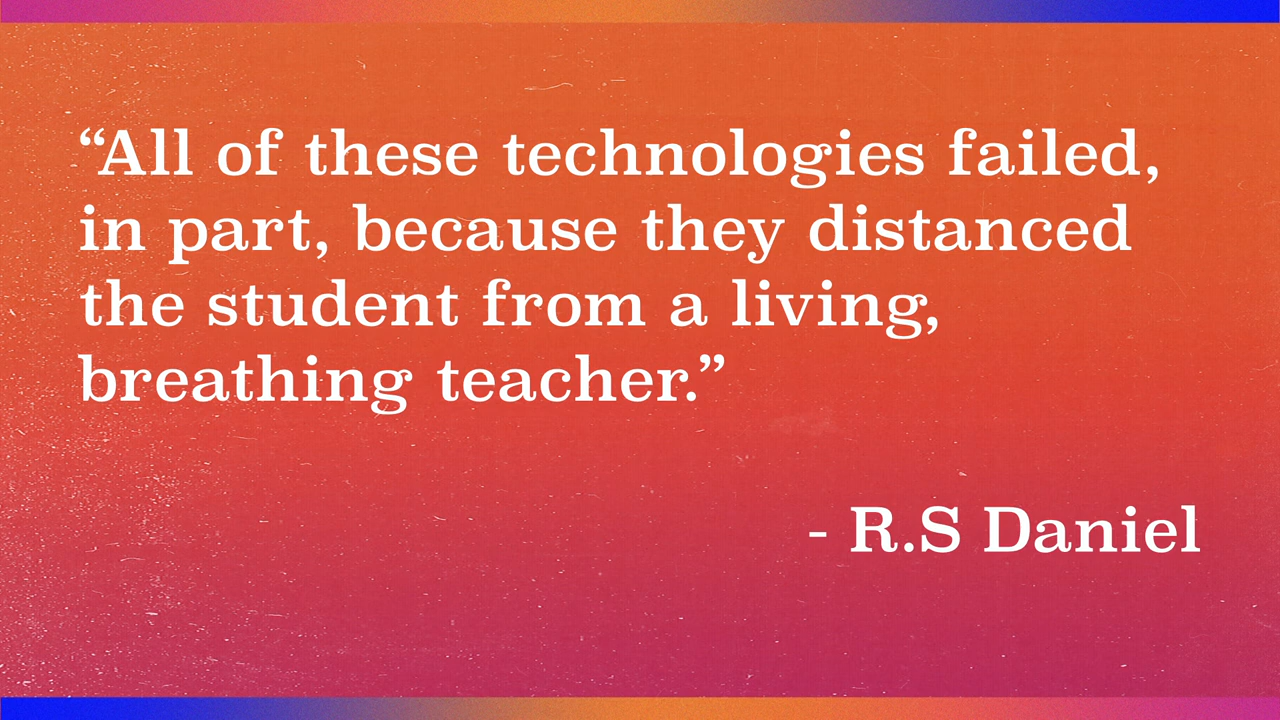 “All of these technologies failed,
in part, because they distanced
the student from a living,
breathing teacher.”
- R.S Daniel